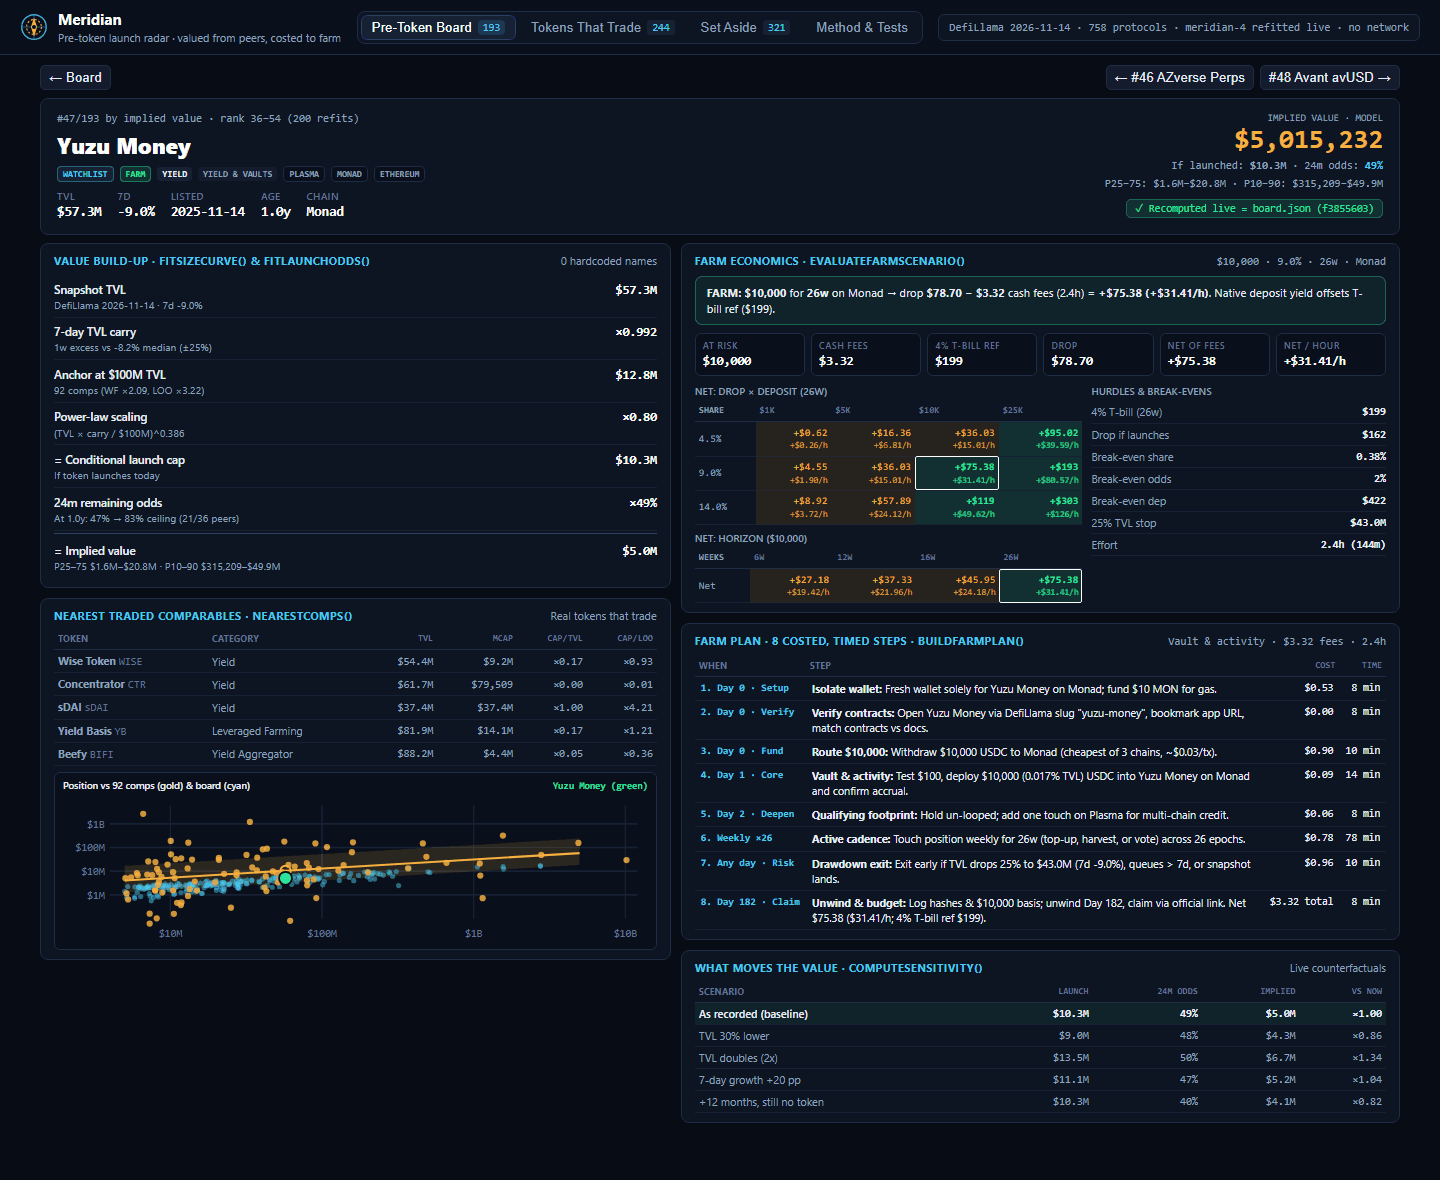 Meridian
Pre-token launch radar · valued from peers, costed to farm
Pre-Token Board 193
Tokens That Trade 244
Set Aside 321
Method & Tests
DefiLlama 2026-11-14 · 758 protocols · meridian-4 refitted live · no network
← Board
← #46 AZverse Perps
#48 Avant avUSD →
#47/193 by implied value · rank 36–54 (200 refits)
Yuzu Money
WATCHLIST FARM YIELD YIELD & VAULTS PLASMA MONAD ETHEREUM
TVL 7D LISTED AGE CHAIN
$57.3M -9.0% 2025-11-14 1.0y Monad
IMPLIED VALUE · MODEL
$5,015,232
If launched: $10.3M · 24m odds: 49%
P25–75: $1.6M–$20.8M · P10–90: $315,209–$49.9M
✓ Recomputed live = board.json (f3855603)
VALUE BUILD-UP · FITSIZECURVE() & FITLAUNCHODDS()
0 hardcoded names
Snapshot TVL $57.3M
DefiLlama 2026-11-14 · 7d -9.0%
7-day TVL carry ×0.992
1w excess vs -8.2% median (±25%)
Anchor at $100M TVL $12.8M
92 comps (WF ×2.09, LOO ×3.22)
Power-law scaling ×0.80
(TVL × carry / $100M)^0.386
= Conditional launch cap $10.3M
If token launches today
24m remaining odds ×49%
At 1.0y: 47% → 83% ceiling (21/36 peers)
= Implied value $5.0M
P25–75 $1.6M–$20.8M · P10–90 $315,209–$49.9M
NEAREST TRADED COMPARABLES · NEARESTCOMPS()
Real tokens that trade
TOKEN CATEGORY TVL MCAP CAP/TVL CAP/LOO
Wise Token WISE Yield $54.4M $9.2M ×0.17 ×0.93
Concentrator CTR Yield $61.7M $79,509 ×0.00 ×0.01
sDAI sDAI Yield $37.4M $37.4M ×1.00 ×4.21
Yield Basis YB Leveraged Farming $81.9M $14.1M ×0.17 ×1.21
Beefy BIFI Yield Aggregator $88.2M $4.4M ×0.05 ×0.36
Position vs 92 comps (gold) & board (cyan)
Yuzu Money (green)
$1B
$100M
$10M
$1M
$10M $100M $1B $10B
FARM ECONOMICS · EVALUATEFARMSCENARIO()
$10,000 · 9.0% · 26w · Monad
FARM: $10,000 for 26w on Monad → drop $78.70 − $3.32 cash fees (2.4h) = +$75.38 (+$31.41/h). Native deposit yield offsets T-
bill ref ($199).
AT RISK CASH FEES 4% T-BILL REF DROP NET OF FEES NET / HOUR
$10,000 $3.32 $199 $78.70 +$75.38 +$31.41/h
NET: DROP × DEPOSIT (26W)
SHARE $1K $5K $10K $25K
4.5% +$0.62 +$16.36 +$36.03 +$95.02
+$0.26/h +$6.81/h +$15.01/h +$39.59/h
9.0% +$4.55 +$36.03 +$75.38 +$193
+$1.90/h +$15.01/h +$31.41/h +$80.57/h
14.0% +$8.92 +$57.89 +$119 +$303
+$3.72/h +$24.12/h +$49.62/h +$126/h
NET: HORIZON ($10,000)
WEEKS 6W 12W 16W 26W
Net +$27.18 +$37.33 +$45.95 +$75.38
+$19.42/h +$21.96/h +$24.18/h +$31.41/h
HURDLES & BREAK-EVENS
4% T-bill (26w) $199
Drop if launches $162
Break-even share 0.38%
Break-even odds 2%
Break-even dep $422
25% TVL stop $43.0M
Effort 2.4h (144m)
FARM PLAN · 8 COSTED, TIMED STEPS · BUILDFARMPLAN()
Vault & activity · $3.32 fees · 2.4h
WHEN STEP COST TIME
1. Day 0 · Setup Isolate wallet: Fresh wallet solely for Yuzu Money on Monad; fund $10 MON for gas. $0.53 8 min
2. Day 0 · Verify Verify contracts: Open Yuzu Money via DefiLlama slug "yuzu-money", bookmark app URL, $0.00 8 min
match contracts vs docs.
3. Day 0 · Fund Route $10,000: Withdraw $10,000 USDC to Monad (cheapest of 3 chains, ~$0.03/tx). $0.90 10 min
4. Day 1 · Core Vault & activity: Test $100, deploy $10,000 (0.017% TVL) USDC into Yuzu Money on Monad $0.09 14 min
and confirm accrual.
5. Day 2 · Deepen Qualifying footprint: Hold un-looped; add one touch on Plasma for multi-chain credit. $0.06 8 min
6. Weekly ×26 Active cadence: Touch position weekly for 26w (top-up, harvest, or vote) across 26 epochs. $0.78 78 min
7. Any day · Risk Drawdown exit: Exit early if TVL drops 25% to $43.0M (7d -9.0%), queues > 7d, or snapshot $0.96 10 min
lands.
8. Day 182 · Claim Unwind & budget: Log hashes & $10,000 basis; unwind Day 182, claim via official link. Net $3.32 total 8 min
$75.38 ($31.41/h; 4% T-bill ref $199).
WHAT MOVES THE VALUE · COMPUTESENSITIVITY()
Live counterfactuals
SCENARIO LAUNCH 24M ODDS IMPLIED VS NOW
As recorded (baseline) $10.3M 49% $5.0M ×1.00
TVL 30% lower $9.0M 48% $4.3M ×0.86
TVL doubles (2x) $13.5M 50% $6.7M ×1.34
7-day growth +20 pp $11.1M 47% $5.2M ×1.04
+12 months, still no token $10.3M 40% $4.1M ×0.82